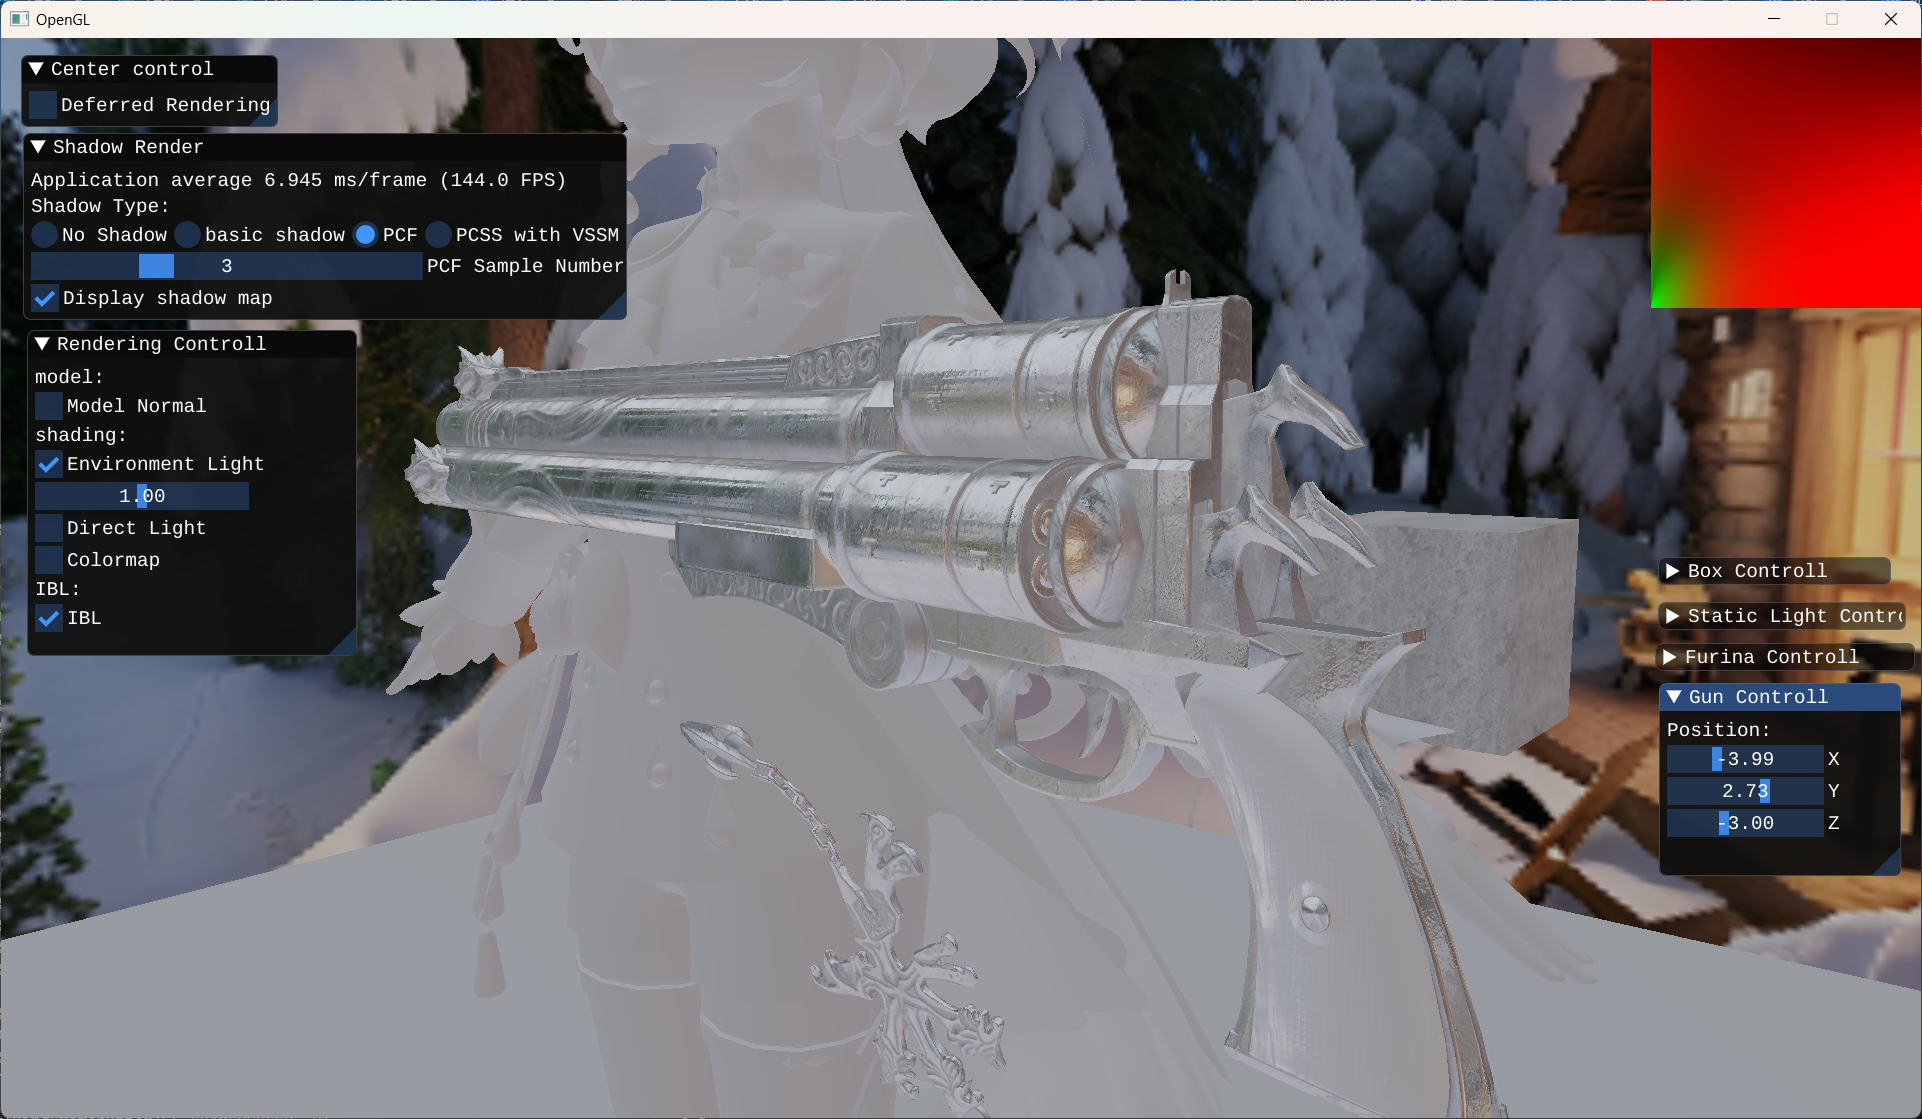 OpenGL
Center control
Deferred Rendering
Shadow Render
Application average 6.945 ms/frame (144.0 FPS)
Shadow Type:
No Shadow basic shadow PCF PCSS with VSSM
3 PCF Sample Number
Display shadow map
Rendering Controll
model:
Model Normal
shading:
Environment Light
1.00
Direct Light
Colormap
IBL:
IBL
Box Controll
Static Light Contr
Furina Controll
Gun Controll
Position:
-3.99 X
2.73 Y
-3.00 Z